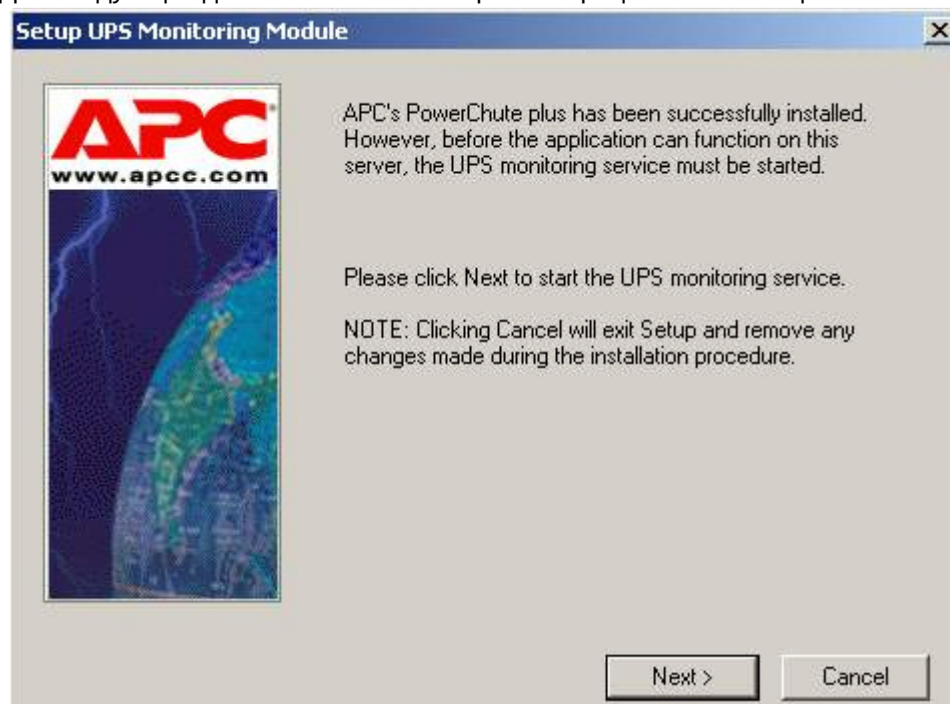 Setup UPS Monitoring Module
APC
www.apcc.com
APC's PowerChute plus has been successfully installed.
However, before the application can function on this
server, the UPS monitoring service must be started.
Please click Next to start the UPS monitoring service.
NOTE: Clicking Cancel will exit Setup and remove any
changes made during the installation procedure.
Next >
Cancel